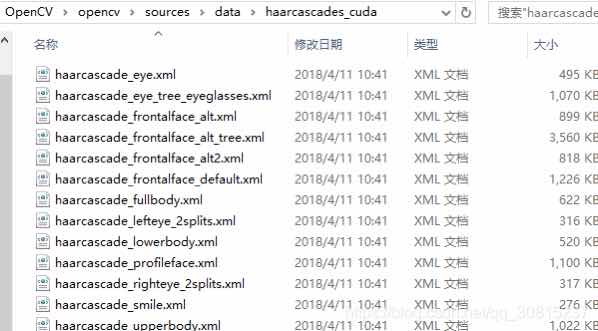 OpenCV > opencv > sources > data > haarcascades_cuda 搜索"haarcascade
名称 修改日期 类型 大小
haarcascade_eye.xml 2018/4/11 10:41 XML 文档 495 KB
haarcascade_eye_tree_eyeglasses.xml 2018/4/11 10:41 XML 文档 1,070 KB
haarcascade_frontalface_alt.xml 2018/4/11 10:41 XML 文档 899 KB
haarcascade_frontalface_alt_tree.xml 2018/4/11 10:41 XML 文档 3,560 KB
haarcascade_frontalface_alt2.xml 2018/4/11 10:41 XML 文档 818 KB
haarcascade_frontalface_default.xml 2018/4/11 10:41 XML 文档 1,226 KB
haarcascade_fullbody.xml 2018/4/11 10:41 XML 文档 622 KB
haarcascade_lefteye_2splits.xml 2018/4/11 10:41 XML 文档 316 KB
haarcascade_lowerbody.xml 2018/4/11 10:41 XML 文档 520 KB
haarcascade_profileface.xml 2018/4/11 10:41 XML 文档 1,100 KB
haarcascade_righteye_2splits.xml 2018/4/11 10:41 XML 文档 317 KB
haarcascade_smile.xml 2018/4/11 10:41 XML 文档 276 KB
https://blog.csdn.net/qq_30815237
haarcascade_upperbody.xml 2018/4/11 10:41 XML 文档 1,022 KB